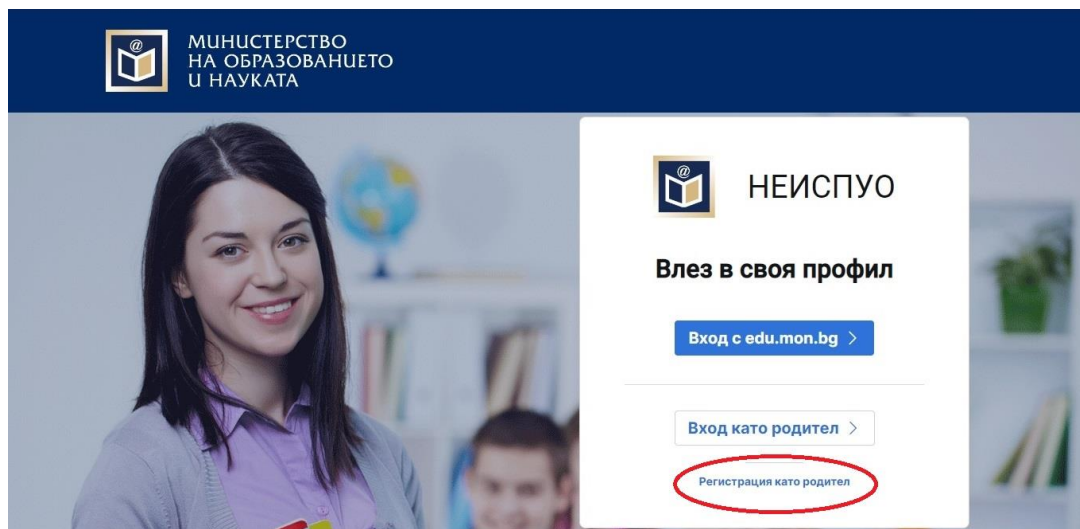 МИНИСТЕРСТВО
НА ОБРАЗОВАНИЕТО
И НАУКАТА
@
@
НЕИСПУО
Влез в своя профил
Вход с edu.mon.bg >
Вход като родител >
Регистрация като родител